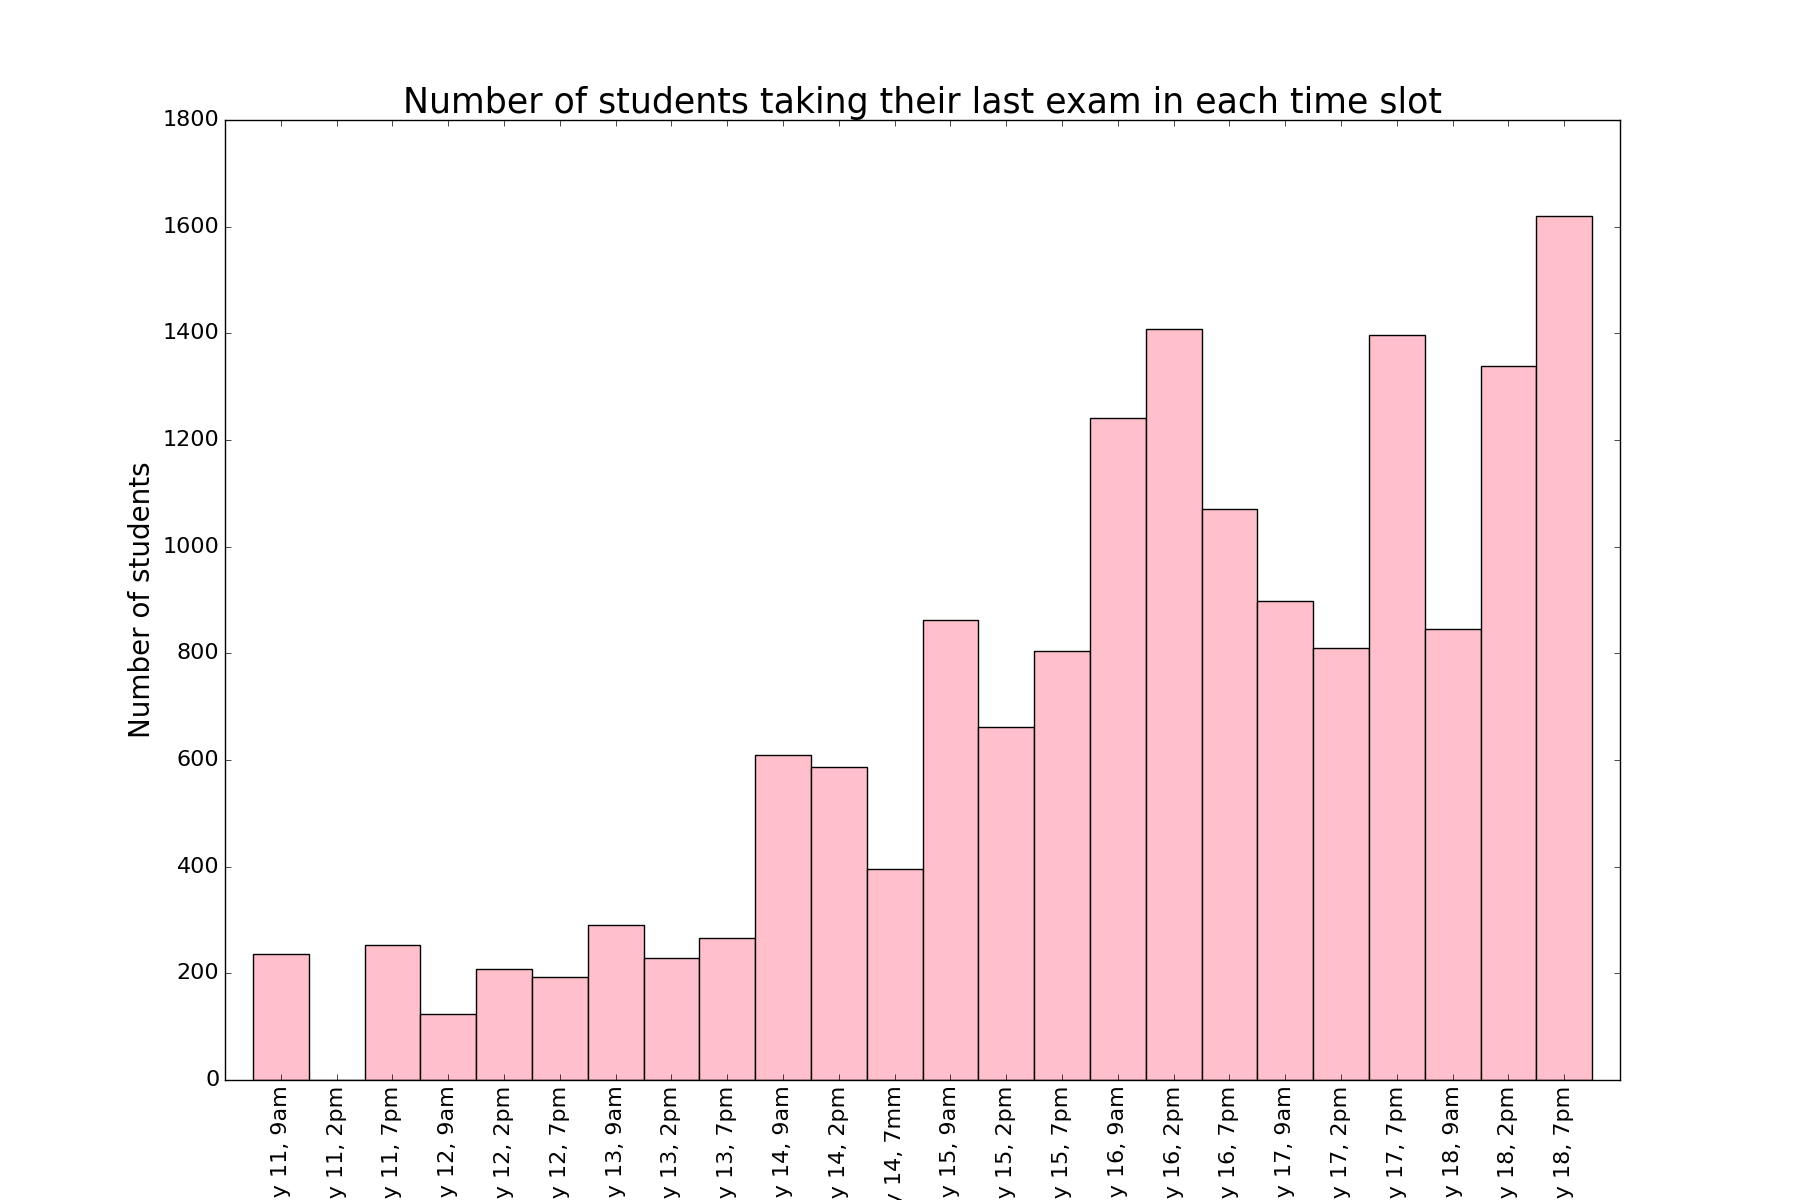 Number of students taking their last exam in each time slot
1800
1600
1400
1200
1000
800
600
400
200
0
Number of students
y 11, 9am
y 11, 2pm
y 11, 7pm
y 12, 9am
y 12, 2pm
y 12, 7pm
y 13, 9am
y 13, 2pm
y 13, 7pm
y 14, 9am
y 14, 2pm
y 14, 7mm
y 15, 9am
y 15, 2pm
y 15, 7pm
y 16, 9am
y 16, 2pm
y 16, 7pm
y 17, 9am
y 17, 2pm
y 17, 7pm
y 18, 9am
y 18, 2pm
y 18, 7pm